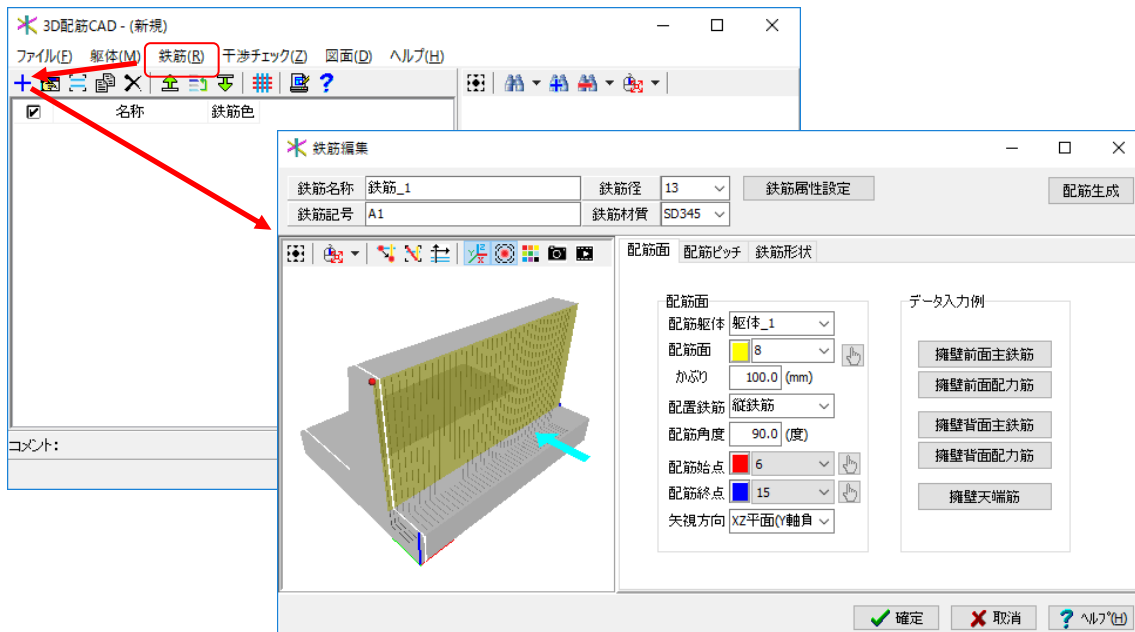 3D配筋CAD - (新規)
ファイル(F) 躯体(M) 鉄筋(R) 干渉チェック(Z) 図面(D) ヘルプ(H)
名称 鉄筋色
コメント:
鉄筋編集
鉄筋名称 鉄筋_1 鉄筋径 13 鉄筋属性設定 配筋生成
鉄筋記号 A1 鉄筋材質 SD345
配筋面 配筋ピッチ 鉄筋形状
配筋面
配筋躯体 躯体_1
配筋面 8
かぶり 100.0 (mm)
配置鉄筋 縦鉄筋
配筋角度 90.0 (度)
配筋始点 6
配筋終点 15
矢視方向 XZ平面(Y軸負
データ入力例
擁壁前面主鉄筋
擁壁前面配力筋
擁壁背面主鉄筋
擁壁背面配力筋
擁壁天端筋
確定 取消 ヘルプ(H)